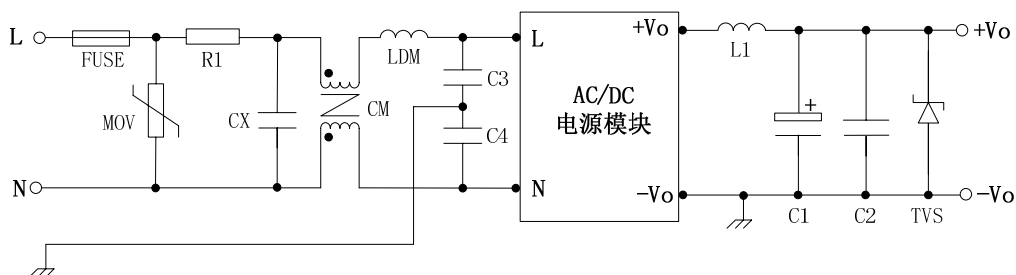 L
FUSE
R1
LDM
MOV
CX
CM
C3
C4
N
L
N
AC/DC
电源模块
+Vo
-Vo
L1
+
C1
C2
TVS
+Vo
-Vo